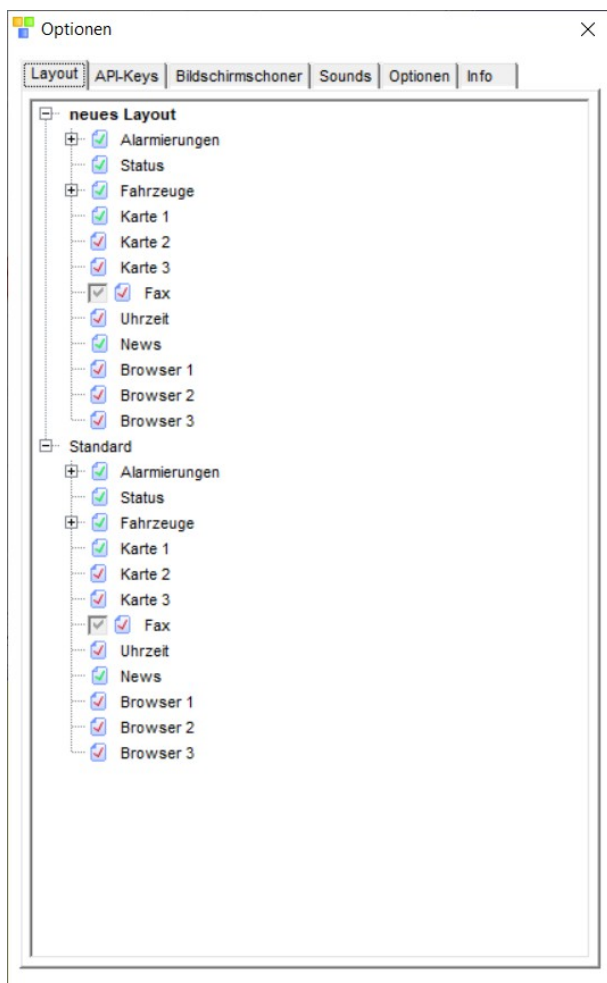 Optionen
Layout API-Keys Bildschirmschoner Sounds Optionen Info
neues Layout
Alarmierungen
Status
Fahrzeuge
Karte 1
Karte 2
Karte 3
Fax
Uhrzeit
News
Browser 1
Browser 2
Browser 3
Standard
Alarmierungen
Status
Fahrzeuge
Karte 1
Karte 2
Karte 3
Fax
Uhrzeit
News
Browser 1
Browser 2
Browser 3